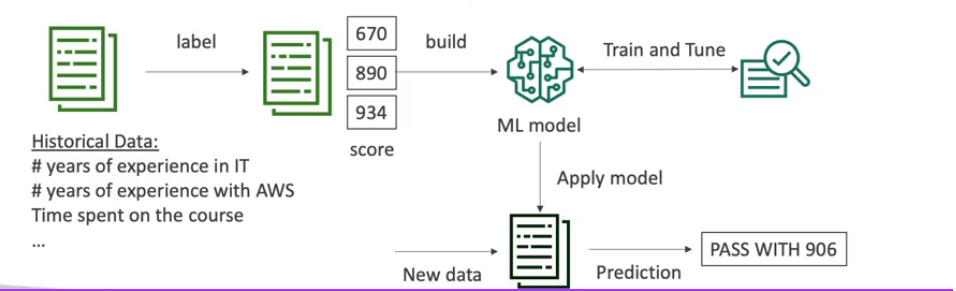 label
670
890
934
score
build
ML model
Train and Tune
Historical Data:
# years of experience in IT
# years of experience with AWS
Time spent on the course
...
Apply model
New data
Prediction
PASS WITH 906